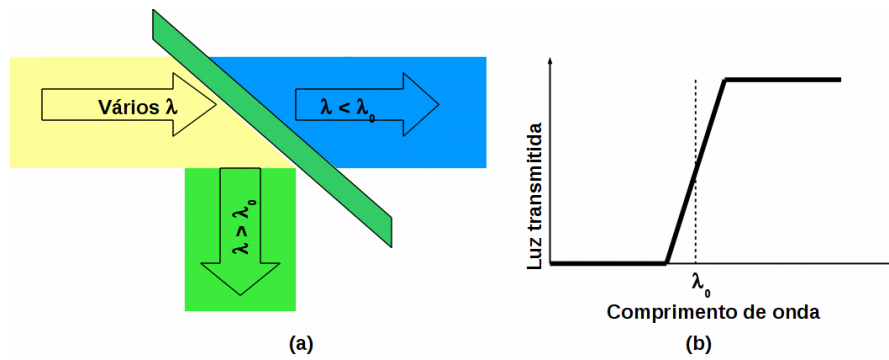 Vários λ
λ < λ₀
λ > λ₀
(a)
Luz transmitida
λ₀
Comprimento de onda
(b)